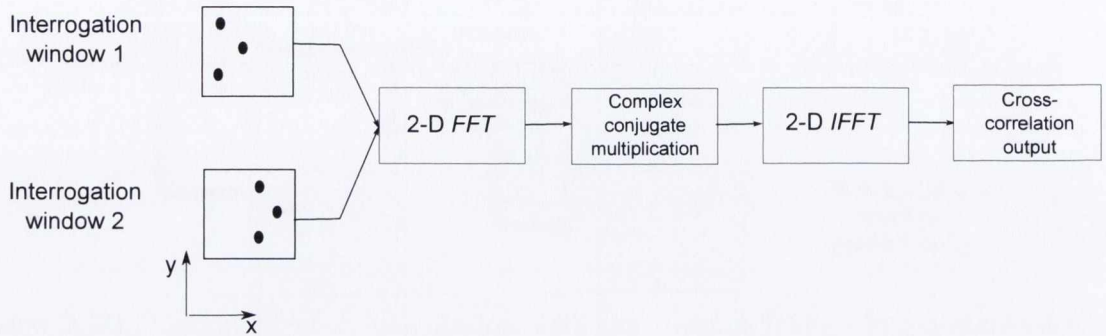 Interrogation
window 1
2-D FFT
Complex
conjugate
multiplication
2-D IFFT
Cross-
correlation
output
Interrogation
window 2
y
x